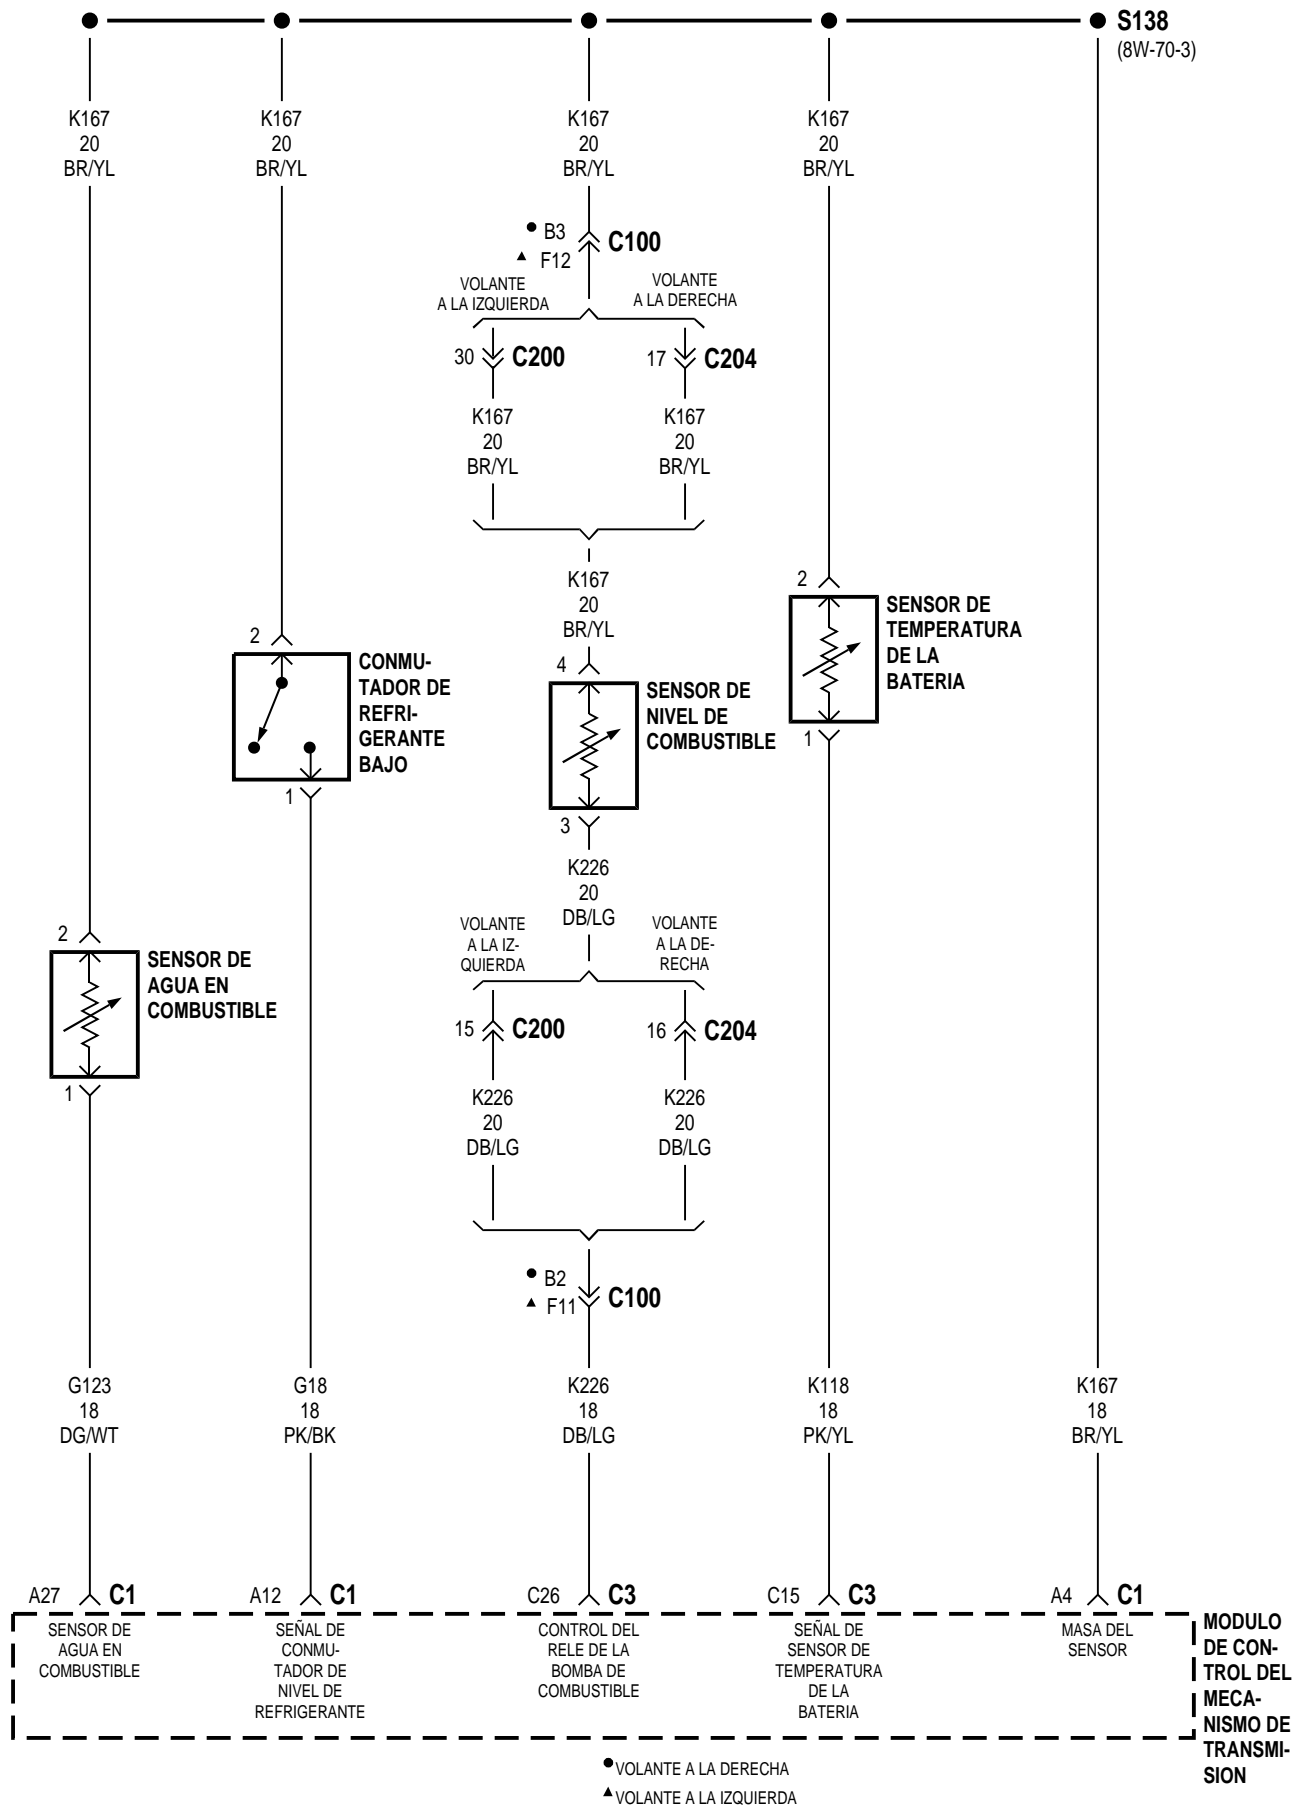 S138
(8W-70-3)
K167
20
BR/YL
K167
20
BR/YL
K167
20
BR/YL
K167
20
BR/YL
B3
F12
C100
VOLANTE
A LA IZQUIERDA
VOLANTE
A LA DERECHA
30
C200
17
C204
K167
20
BR/YL
K167
20
BR/YL
K167
20
BR/YL
2
SENSOR DE
TEMPERATURA
DE LA
BATERIA
1
2
CONMU-
TADOR DE
REFRI-
GERANTE
BAJO
1
4
SENSOR DE
NIVEL DE
COMBUSTIBLE
3
K226
20
DB/LG
2
SENSOR DE
AGUA EN
COMBUSTIBLE
1
VOLANTE
A LA IZ-
QUIERDA
VOLANTE
A LA DE-
RECHA
15
C200
16
C204
K226
20
DB/LG
K226
20
DB/LG
B2
F11
C100
G123
18
DG/WT
G18
18
PK/BK
K226
18
DB/LG
K118
18
PK/YL
K167
18
BR/YL
A27
C1
A12
C1
C26
C3
C15
C3
A4
C1
SENSOR DE
AGUA EN
COMBUSTIBLE
SEÑAL DE
CONMU-
TADOR DE
NIVEL DE
REFRIGERANTE
CONTROL DEL
RELE DE LA
BOMBA DE
COMBUSTIBLE
SEÑAL DE
SENSOR DE
TEMPERATURA
DE LA
BATERIA
MASA DEL
SENSOR
MODULO
DE CON-
TROL DEL
MECA-
NISMO DE
TRANSMI-
SION
VOLANTE A LA DERECHA
VOLANTE A LA IZQUIERDA